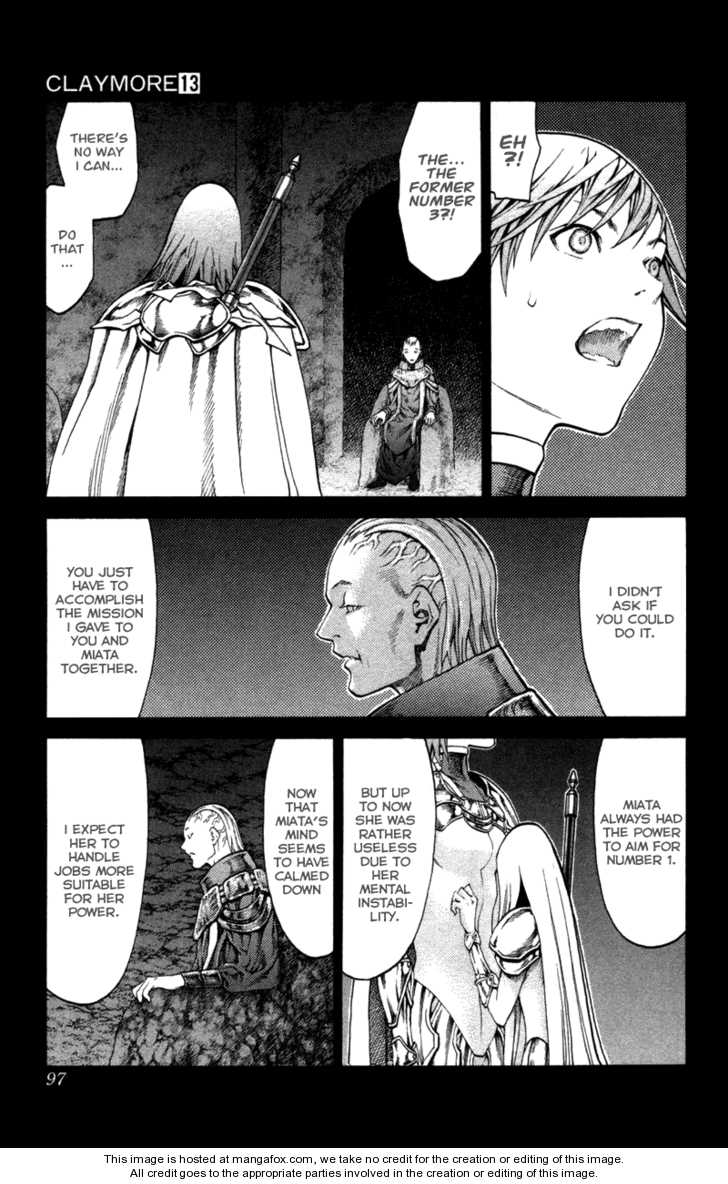 CLAYMORE 13
EH
?!
THE...
THE
FORMER
NUMBER
3?!
THERE'S
NO WAY
I CAN...
DO
THAT
...
I DIDN'T
ASK IF
YOU COULD
DO IT.
YOU JUST
HAVE TO
ACCOMPLISH
THE MISSION
I GAVE TO
YOU AND
MIATA
TOGETHER.
MIATA
ALWAYS HAD
THE POWER
TO AIM FOR
NUMBER 1.
BUT UP
TO NOW
SHE WAS
RATHER
USELESS
DUE TO
HER
MENTAL
INSTABI-
LITY.
NOW
THAT
MIATA'S
MIND
SEEMS
TO HAVE
CALMED
DOWN
I EXPECT
HER TO
HANDLE
JOBS MORE
SUITABLE
FOR HER
POWER.
97
This image is hosted at mangafox.com, we take no credit for the creation or editing of this image.
All credit goes to the appropriate parties involved in the creation or editing of this image.